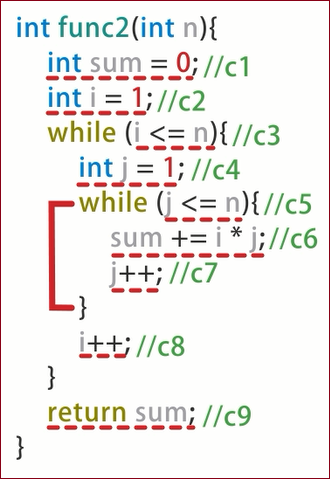 int func2(int n){
int sum = 0; //c1
int i = 1; //c2
while (i <= n){ //c3
int j = 1; //c4
while (j <= n){ //c5
sum += i * j; //c6
j++; //c7
}
i++; //c8
}
return sum; //c9
}